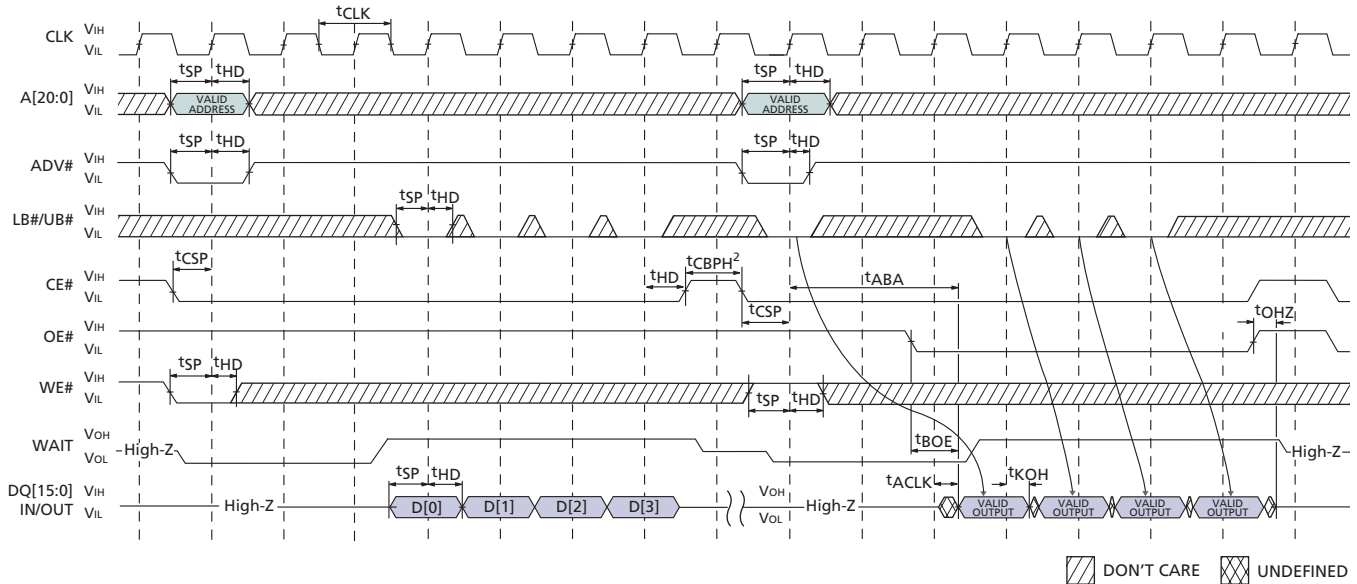 tCLK
CLK VIH
VIL
tSP tHD tSP tHD
A[20:0] VIH
VIL
VALID ADDRESS VALID ADDRESS
tSP tHD tSP tHD
ADV# VIH
VIL
tSP tHD
LB#/UB# VIH
VIL
tCSP tHD tCBPH2 tABA
CE# VIH
VIL
tCSP tOHZ
OE# VIH
VIL
tSP tHD
WE# VIH
VIL
tSP tHD
tBOE
WAIT VOH
VOL
High-Z High-Z
tSP tHD tACLK tKOH
DQ[15:0] VIH
IN/OUT VIL
High-Z D[0] D[1] D[2] D[3] VOH
VOL
High-Z VALID OUTPUT VALID OUTPUT VALID OUTPUT VALID OUTPUT
DON'T CARE UNDEFINED